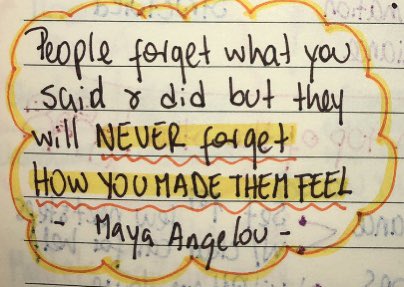 People forget what you
said & did but they
will NEVER forget
HOW YOU MADE THEM FEEL
- Maya Angelou -